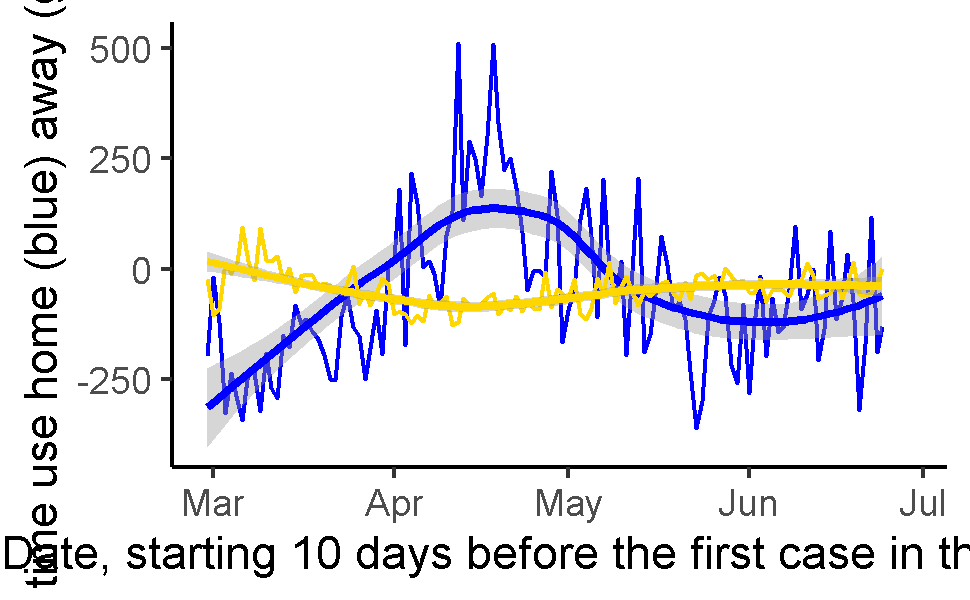 time use home (blue) away (
500
250
0
-250
Mar Apr May Jun Jul
Date, starting 10 days before the first case in th